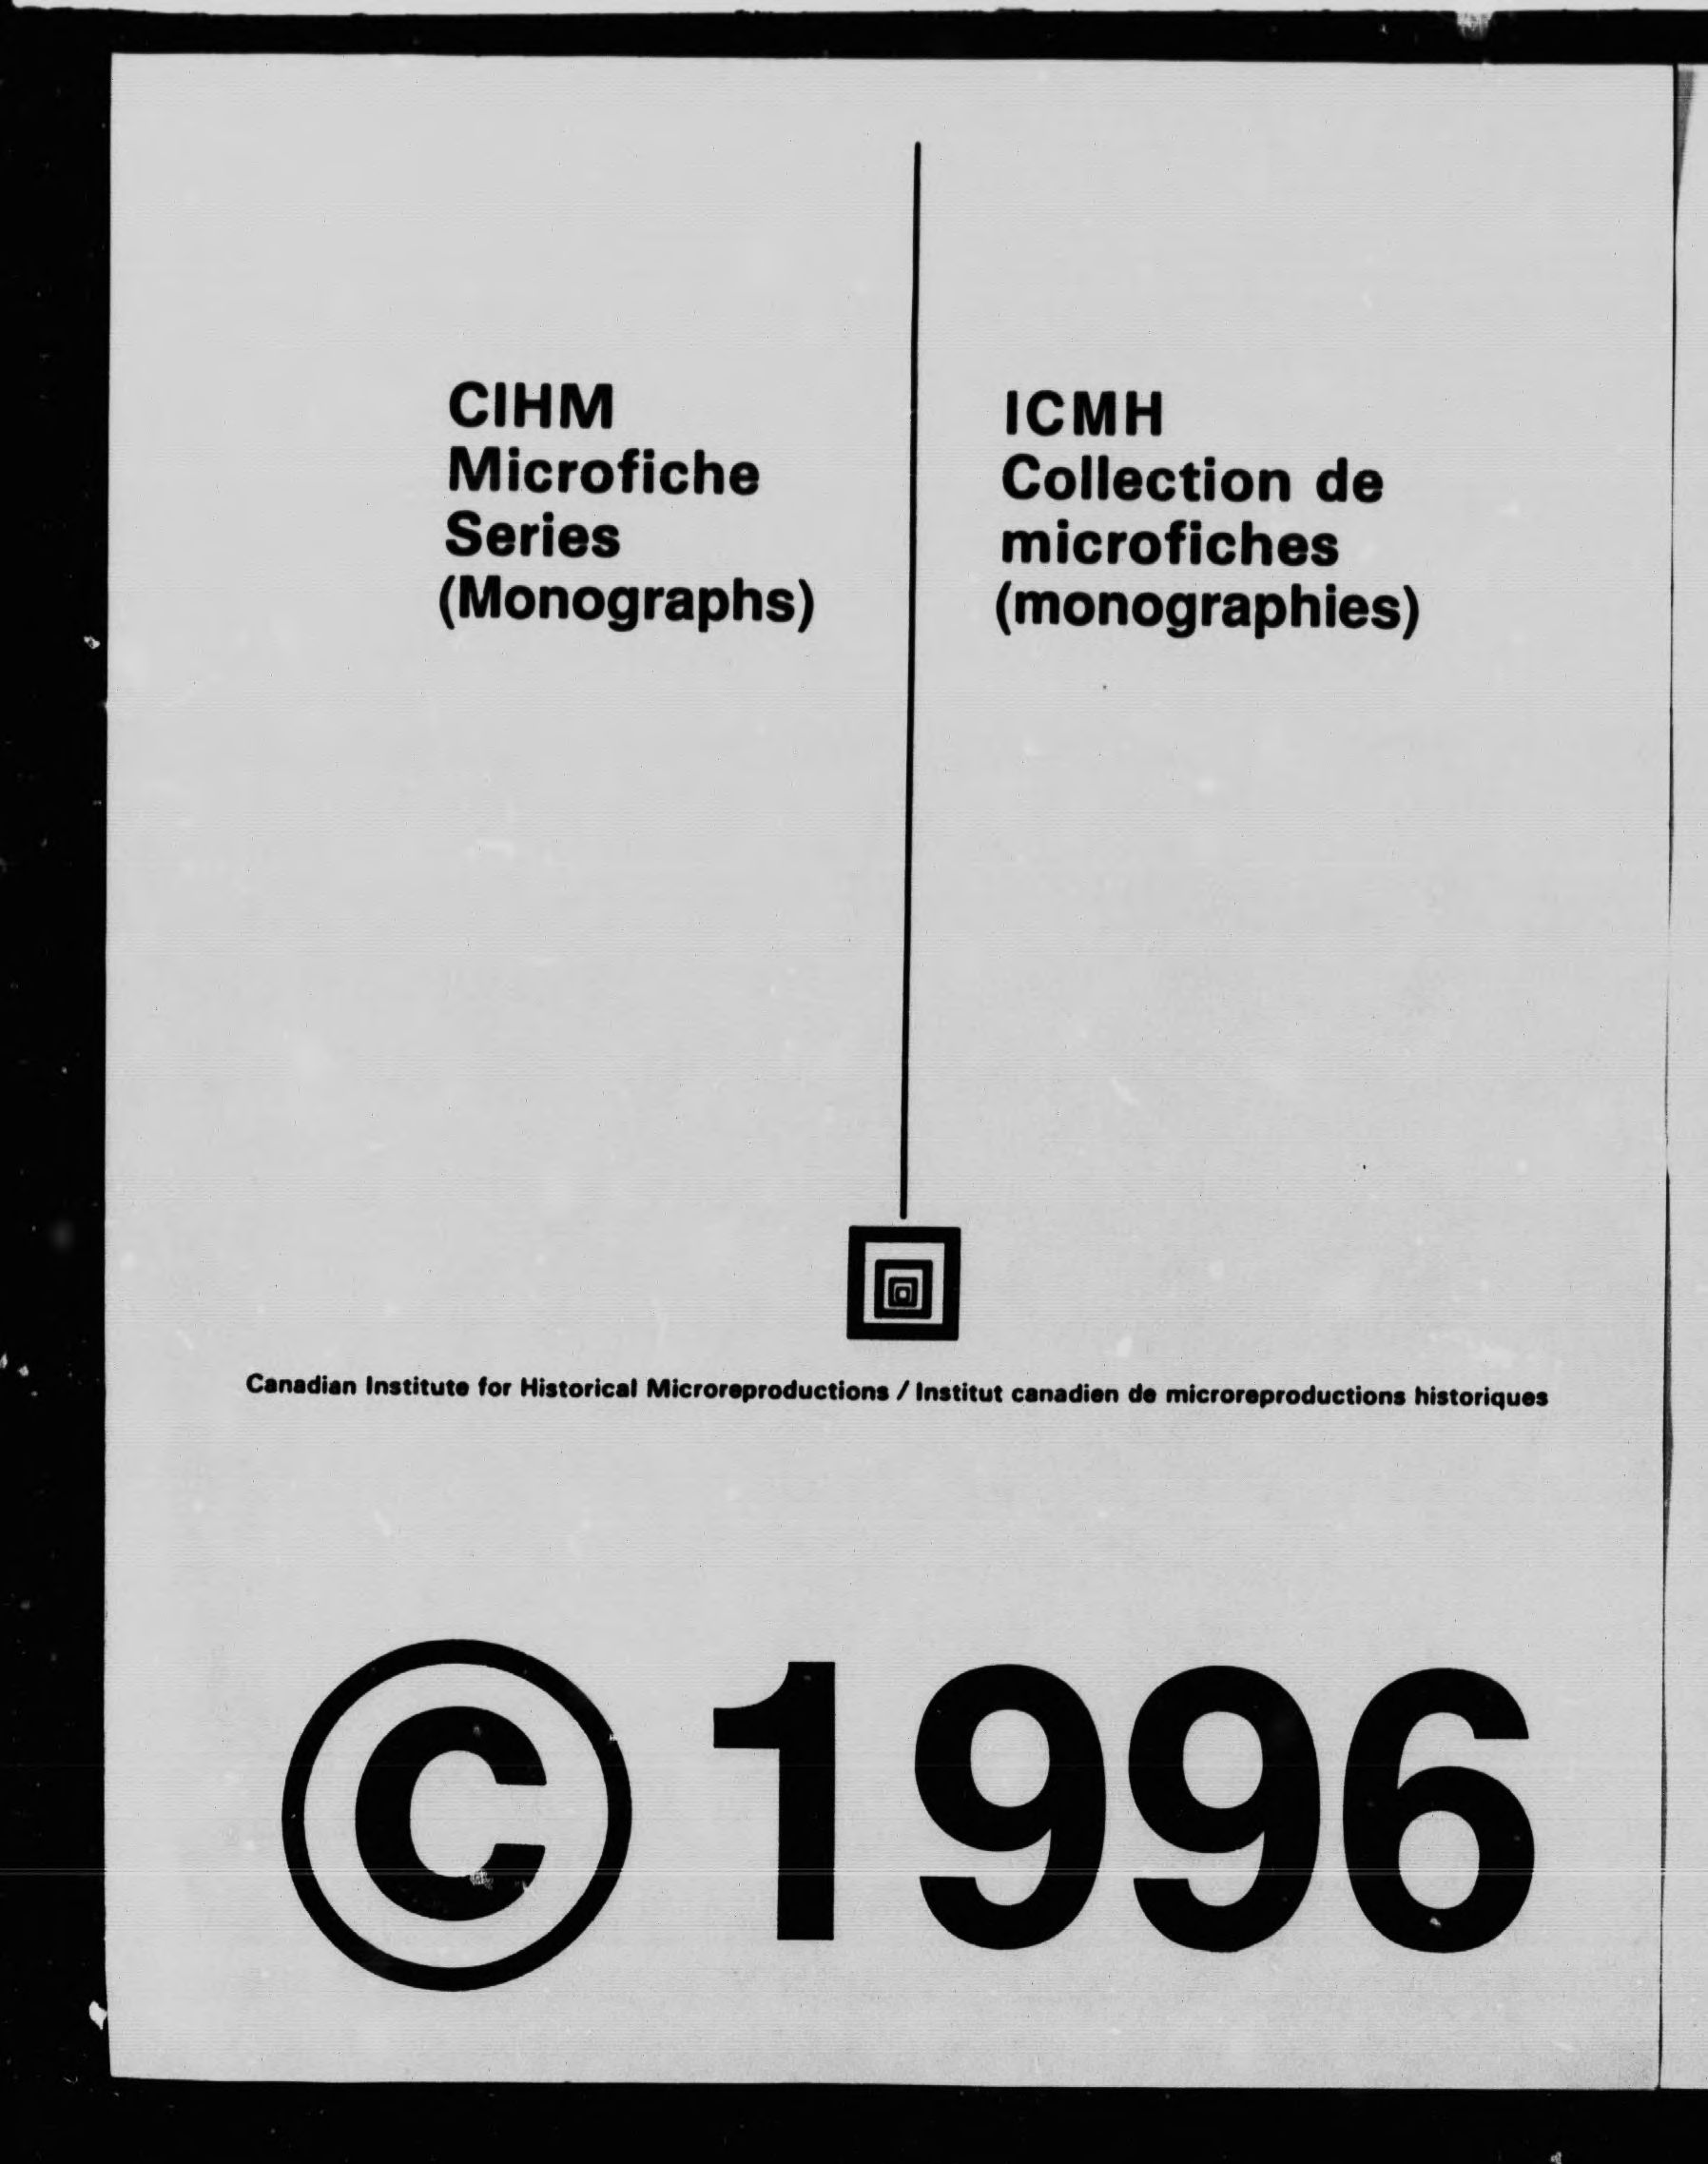 CIHM
Microfiche
Series
(Monographs)
ICMH
Collection de
microfiches
(monographies)
Canadian Institute for Historical Microreproductions / Institut canadien de microreproductions historiques
© 1996